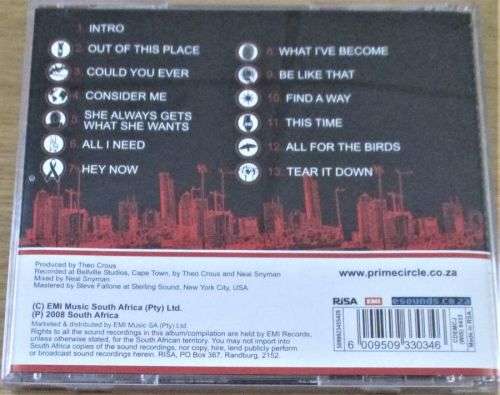 1 INTRO
2. OUT OF THIS PLACE
3. COULD YOU EVER
4. CONSIDER ME
5 SHE ALWAYS GETS
WHAT SHE WANTS
6. ALL I NEED
7. HEY NOW
8. WHAT I'VE BECOME
9. BE LIKE THAT
10. FIND A WAY
11. THIS TIME
12. ALL FOR THE BIRDS
13. TEAR IT DOWN
Produced by Theo Crous
Recorded at Bellville Studios, Cape Town, by Theo Crous and Neal Snyman
Mixed by Neal Snyman
Mastered by Steve Fallone at Sterling Sound, New York City, USA
www.primecircle.co.za
(C) EMI Music South Africa (Pty) Ltd.
(P) 2008 South Africa
Marketed & distributed by EMI Music SA (Pty) Ltd.
All rights to the sound recordings in this album/compilation are held by EMI Records,
unless otherwise stated, for the South African territory. You may not import into
South Africa copies of the sound recordings, nor copy, hire, lend publicly perform
or broadcast sound recordings herein. RISA, PO Box 367, Randburg, 2152.
RiSA EMI esounds.co.za
6 009509 330346
Made in RSA